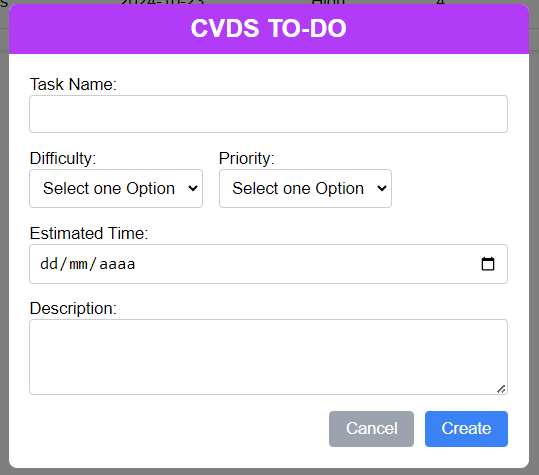 2024-10-23 High 4
CVDS TO-DO
Task Name:
Difficulty: Priority:
Select one Option Select one Option
Estimated Time:
dd/mm/aaaa
Description:
Cancel Create